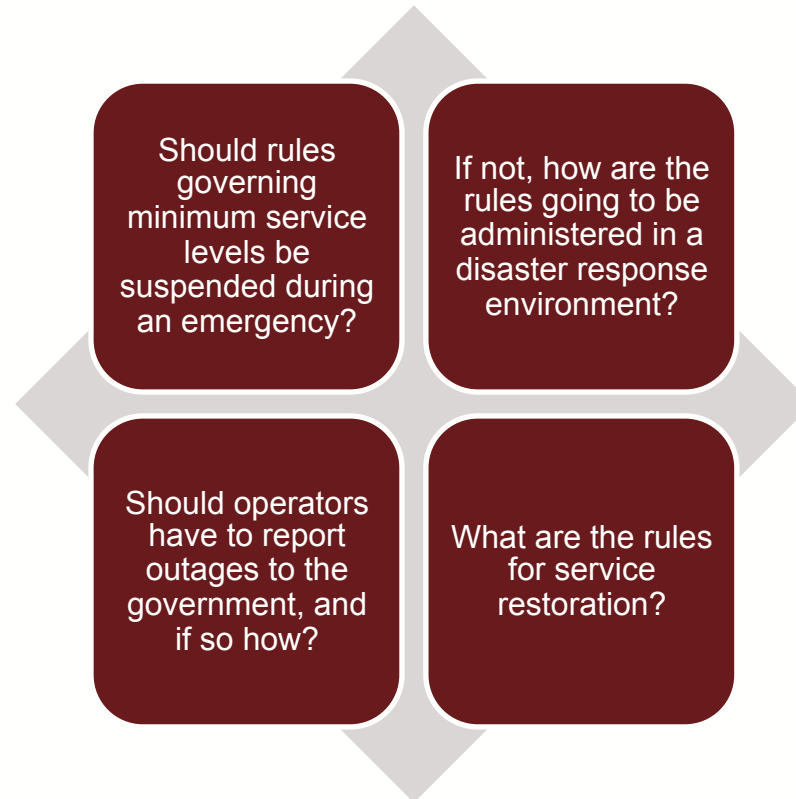 Should rules
governing
minimum service
levels be
suspended during
an emergency?
If not, how are the
rules going to be
administered in a
disaster response
environment?
Should operators
have to report
outages to the
government, and
if so how?
What are the rules
for service
restoration?